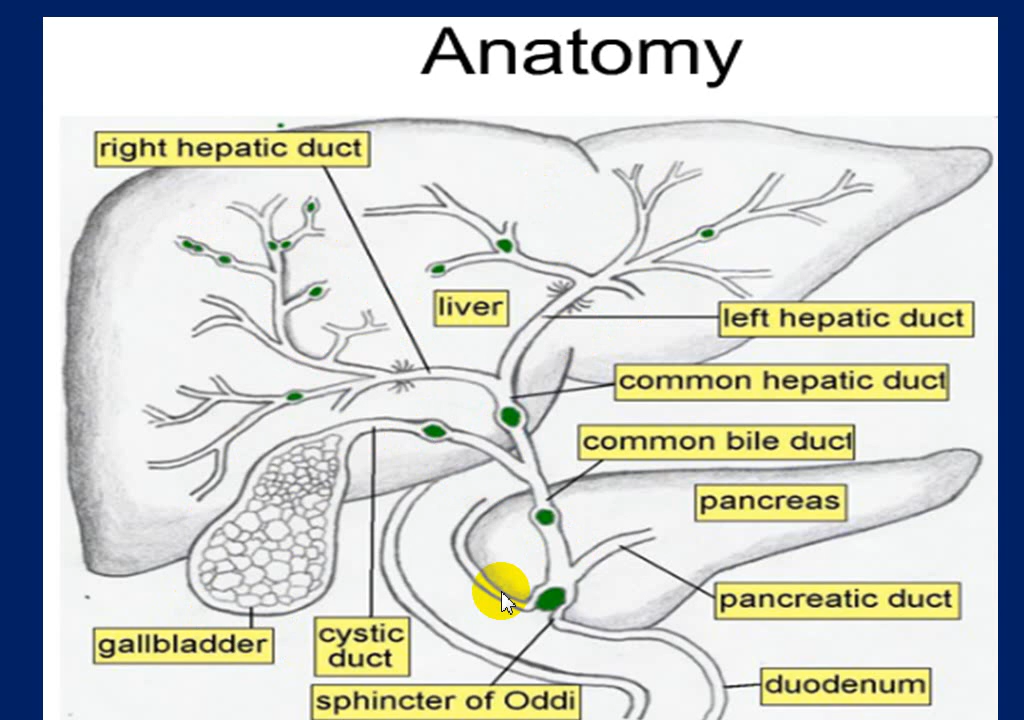 Anatomy
right hepatic duct
liver
left hepatic duct
common hepatic duct
common bile duct
pancreas
pancreatic duct
gallbladder
cystic
duct
sphincter of Oddi
duodenum